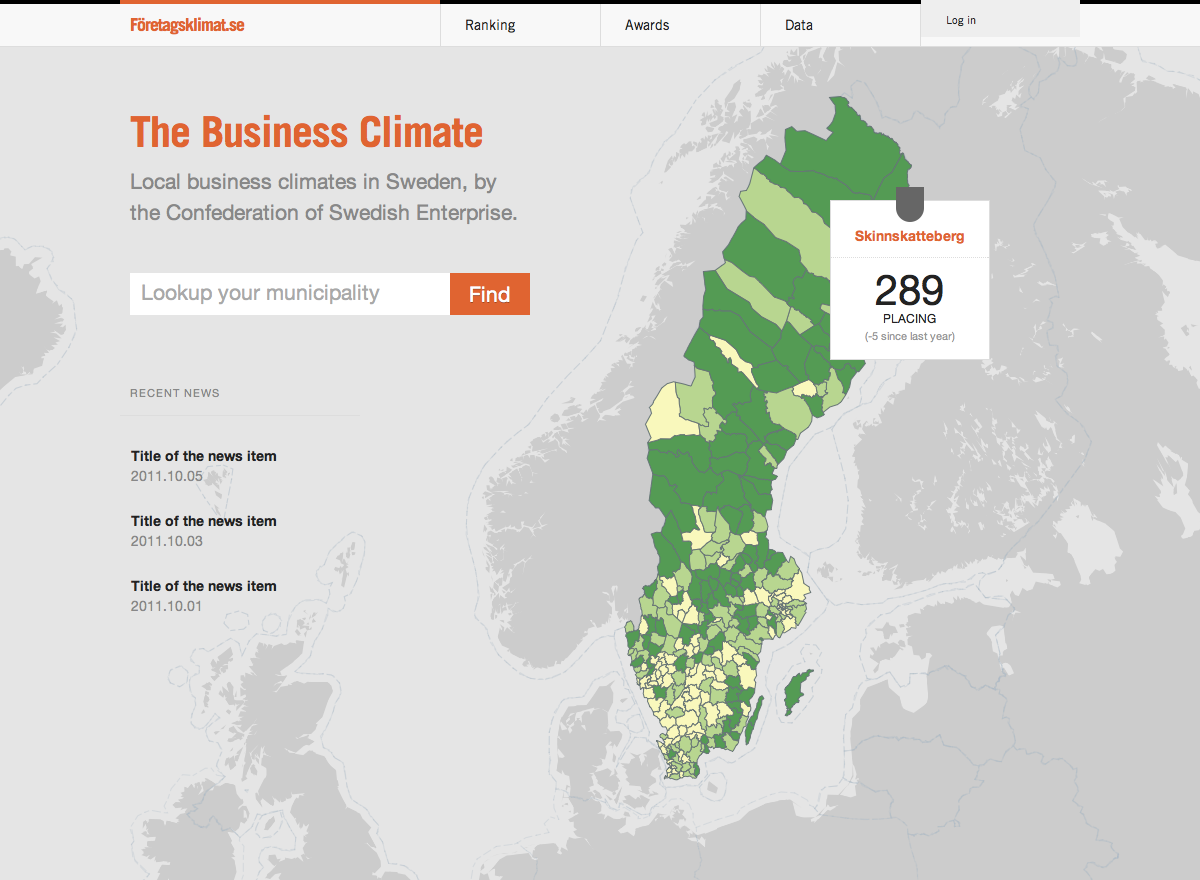 Företagsklimat.se
Ranking
Awards
Data
Log in
The Business Climate
Local business climates in Sweden, by
the Confederation of Swedish Enterprise.
Lookup your municipality
Find
RECENT NEWS
Title of the news item
2011.10.05
Title of the news item
2011.10.03
Title of the news item
2011.10.01
Skinnskatteberg
289
PLACING
(-5 since last year)